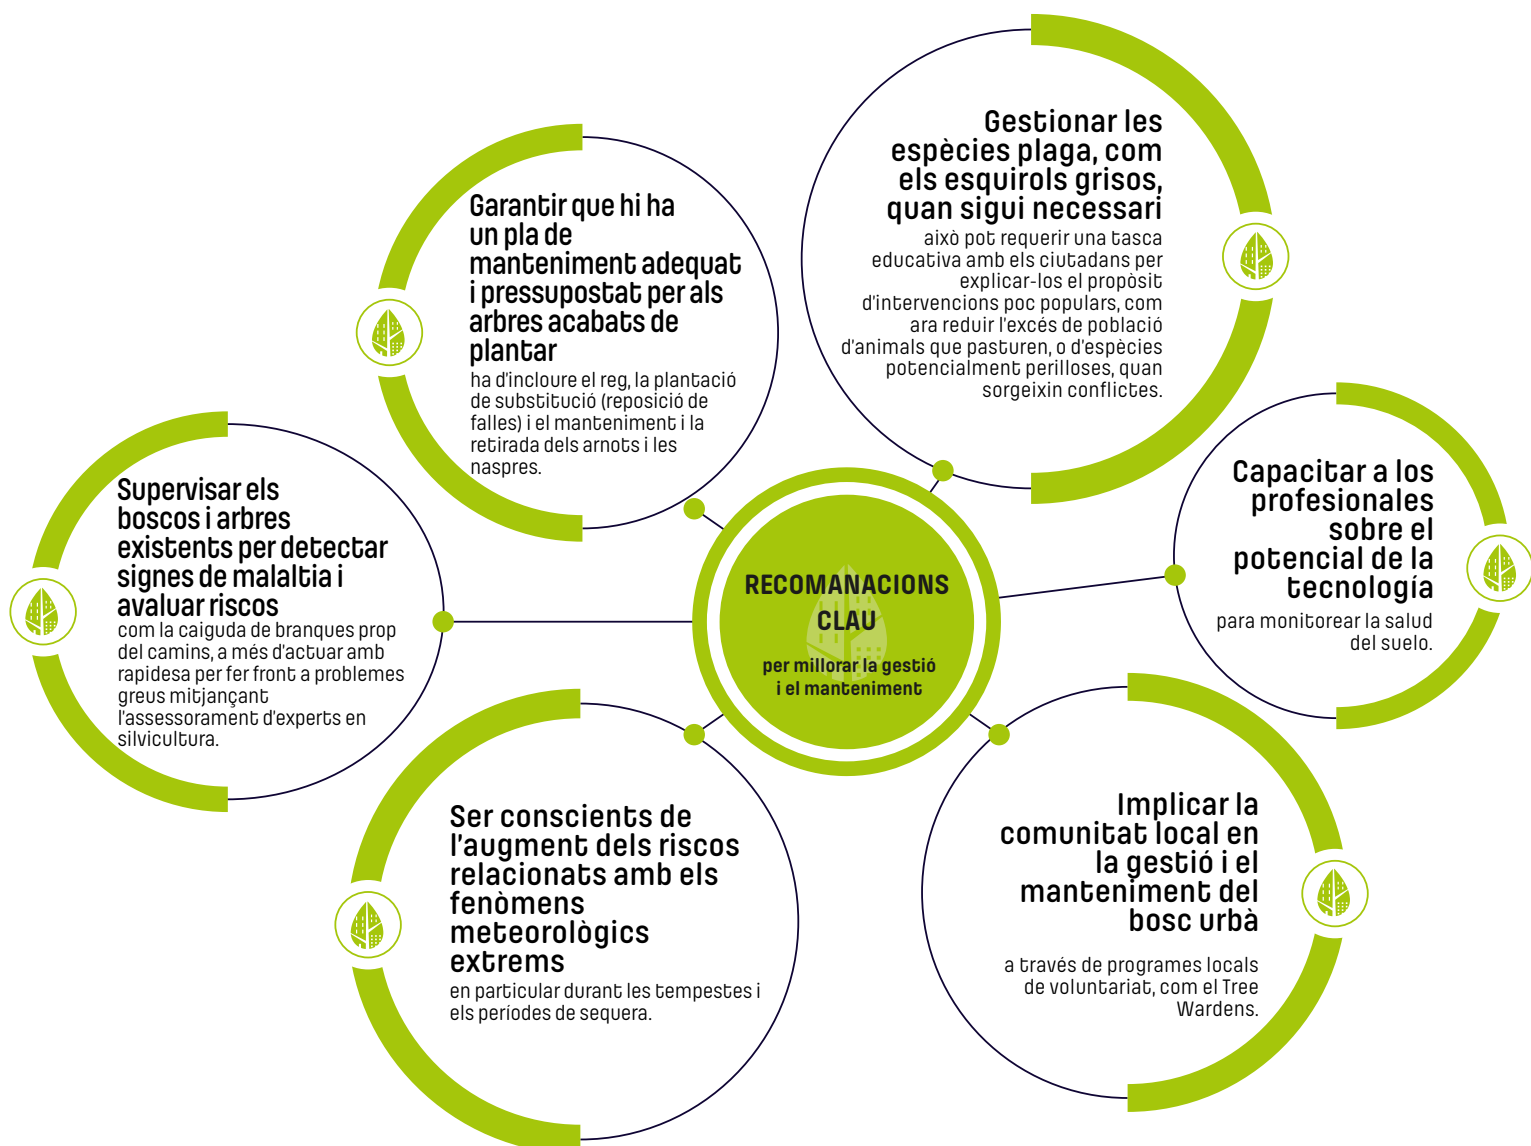 Gestionar les
espècies plaga, com
els esquirols grisos,
quan sigui necessari
això pot requerir una tasca
educativa amb els ciutadans per
explicar-los el propòsit
d'intervencions poc populars, com
ara reduir l'excés de població
d'animals que pasturen, o d'espècies
potencialment perilloses, quan
sorgeixin conflictes.
Garantir que hi ha
un pla de
manteniment adequat
i pressupostat per als
arbres acabats de
plantar
ha d'incloure el reg, la plantació
de substitució (reposició de
falles) i el manteniment i la
retirada dels arnots i les
naspres.
Capacitar a los
profesionales
sobre el
potencial de la
tecnología
para monitorear la salud
del suelo.
Supervisar els
boscos i arbres
existents per detectar
signes de malaltia i
avaluar riscos
com la caiguda de branques prop
del camins, a més d'actuar amb
rapidesa per fer front a problemes
greus mitjançant
l'assessorament d'experts en
silvicultura.
RECOMANACIONS
CLAU
per millorar la gestió
i el manteniment
Ser conscients de
l'augment dels riscos
relacionats amb els
fenòmens
meteorològics
extrems
en particular durant les tempestes i
els períodes de sequera.
Implicar la
comunitat local en
la gestió i el
manteniment del
bosc urbà
a través de programes locals
de voluntariat, com el Tree
Wardens.